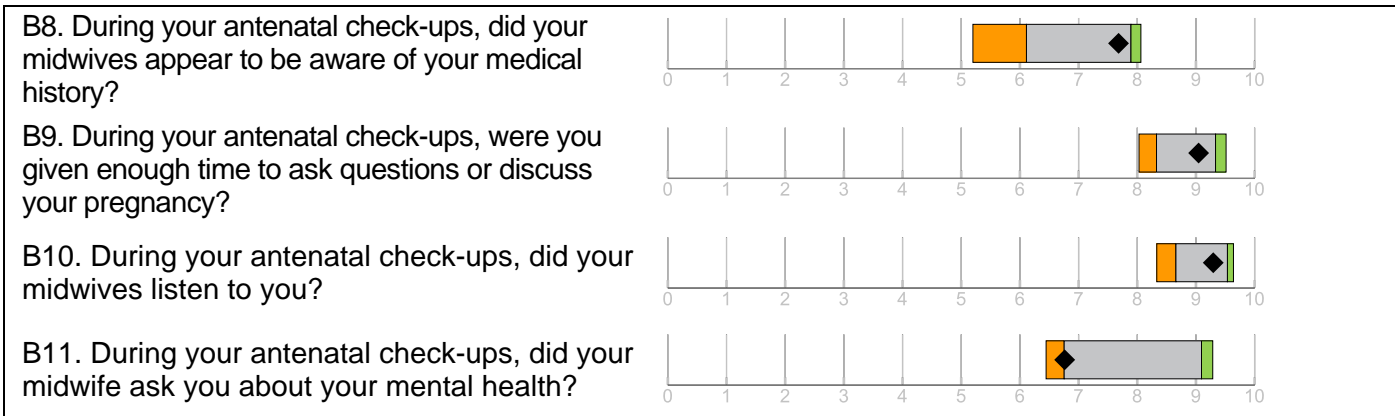 B8. During your antenatal check-ups, did your
midwives appear to be aware of your medical
history?
0 1 2 3 4 5 6 7 8 9 10
B9. During your antenatal check-ups, were you
given enough time to ask questions or discuss
your pregnancy?
0 1 2 3 4 5 6 7 8 9 10
B10. During your antenatal check-ups, did your
midwives listen to you?
0 1 2 3 4 5 6 7 8 9 10
B11. During your antenatal check-ups, did your
midwife ask you about your mental health?
0 1 2 3 4 5 6 7 8 9 10